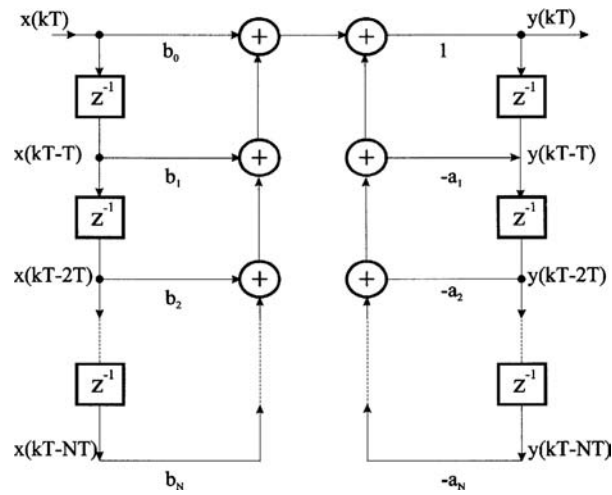 x(kT) y(kT)
+ +
b₀ 1
z⁻¹ z⁻¹
x(kT-T) + + y(kT-T)
b₁ -a₁
z⁻¹ z⁻¹
x(kT-2T) + + y(kT-2T)
b₂ -a₂
z⁻¹ z⁻¹
x(kT-NT) y(kT-NT)
b_N -a_N